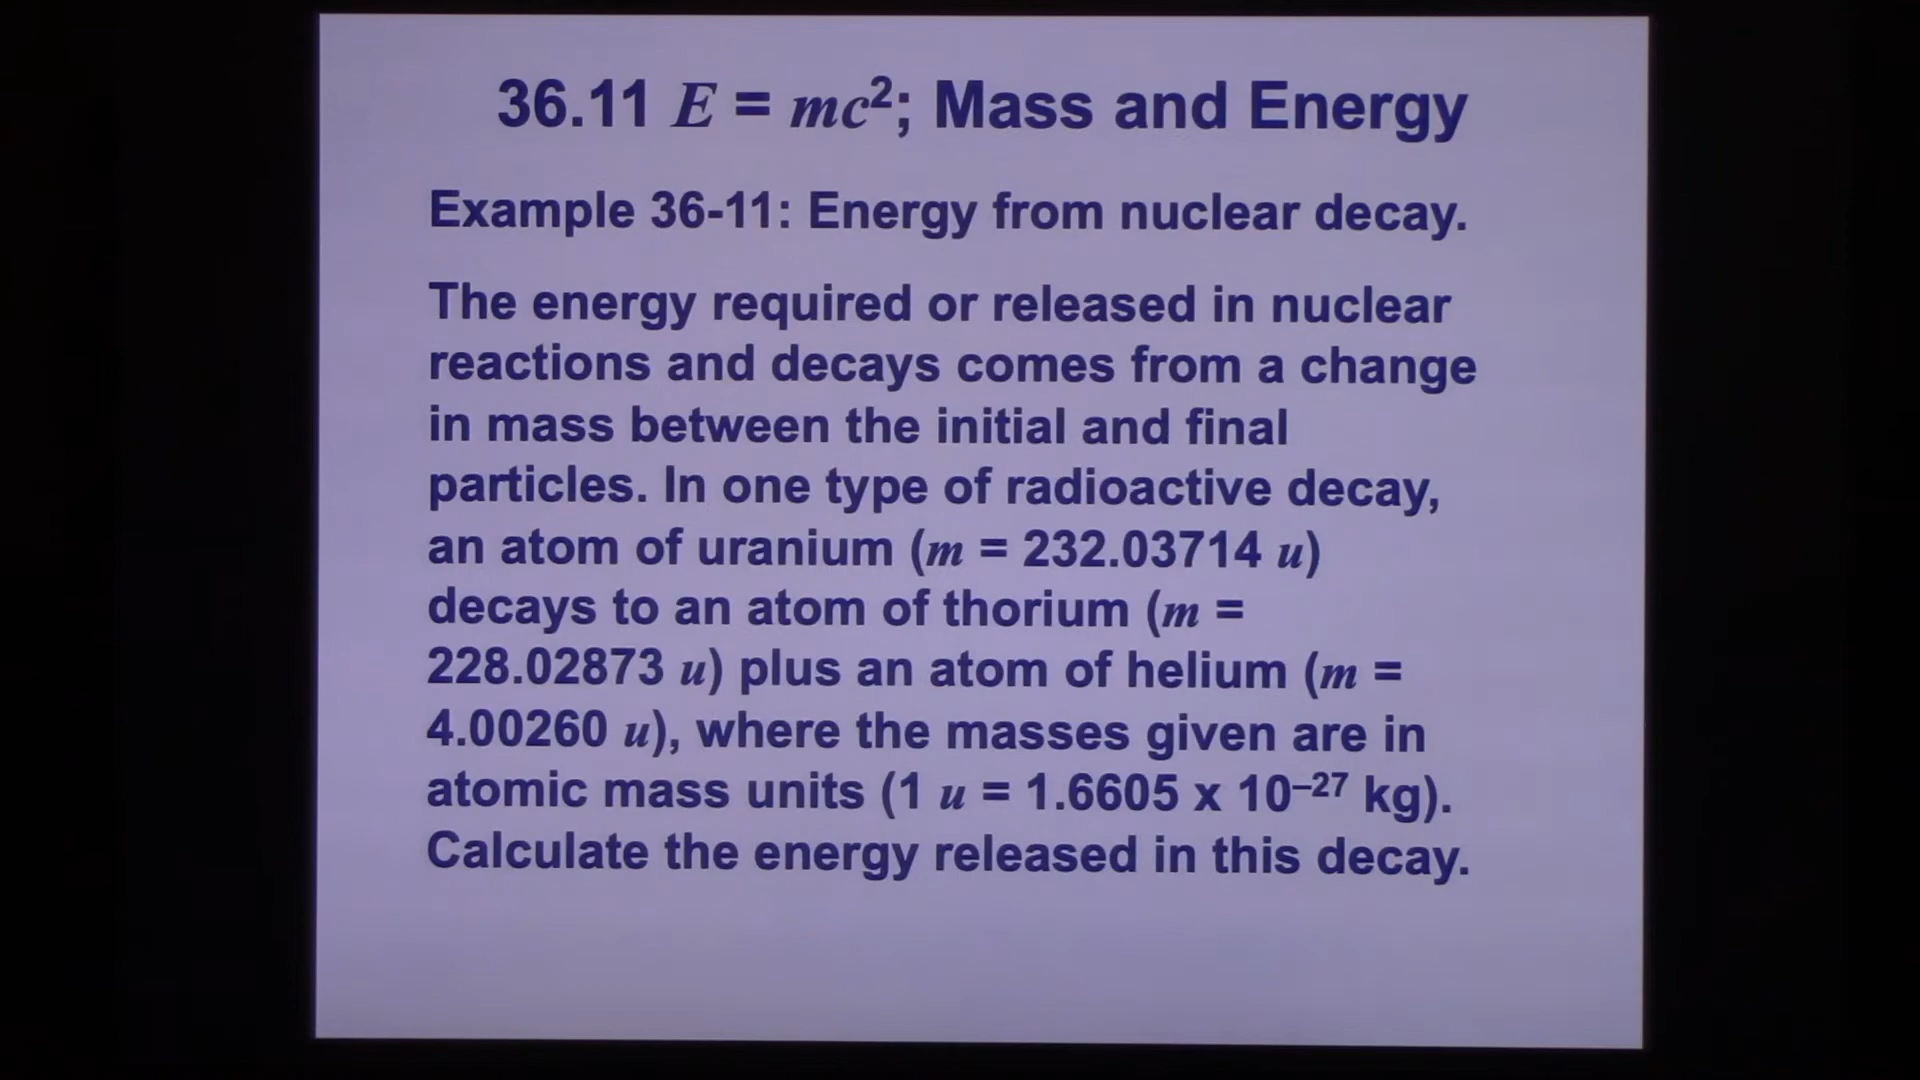 36.11 E = mc²; Mass and Energy
Example 36-11: Energy from nuclear decay.
The energy required or released in nuclear
reactions and decays comes from a change
in mass between the initial and final
particles. In one type of radioactive decay,
an atom of uranium (m = 232.03714 u)
decays to an atom of thorium (m =
228.02873 u) plus an atom of helium (m =
4.00260 u), where the masses given are in
atomic mass units (1 u = 1.6605 x 10⁻²⁷ kg).
Calculate the energy released in this decay.